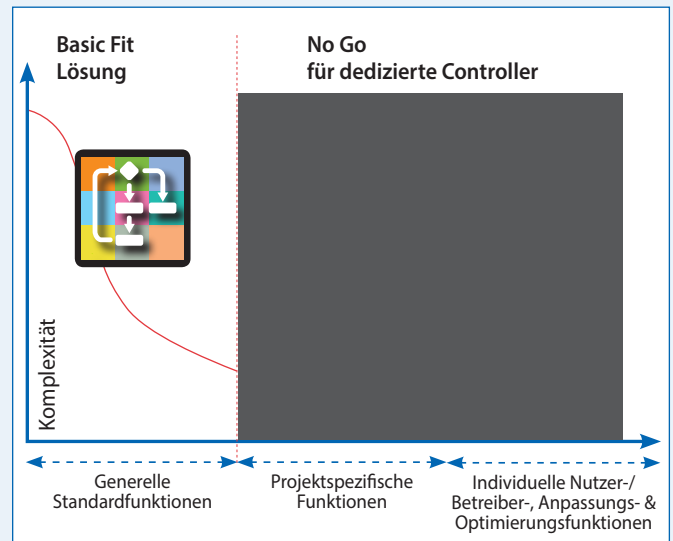 Basic Fit
Lösung
No Go
für dedizierte Controller
Komplexität
Generelle
Standardfunktionen
Projektspezifische
Funktionen
Individuelle Nutzer-/
Betreiber-, Anpassungs- &
Optimierungsfunktionen